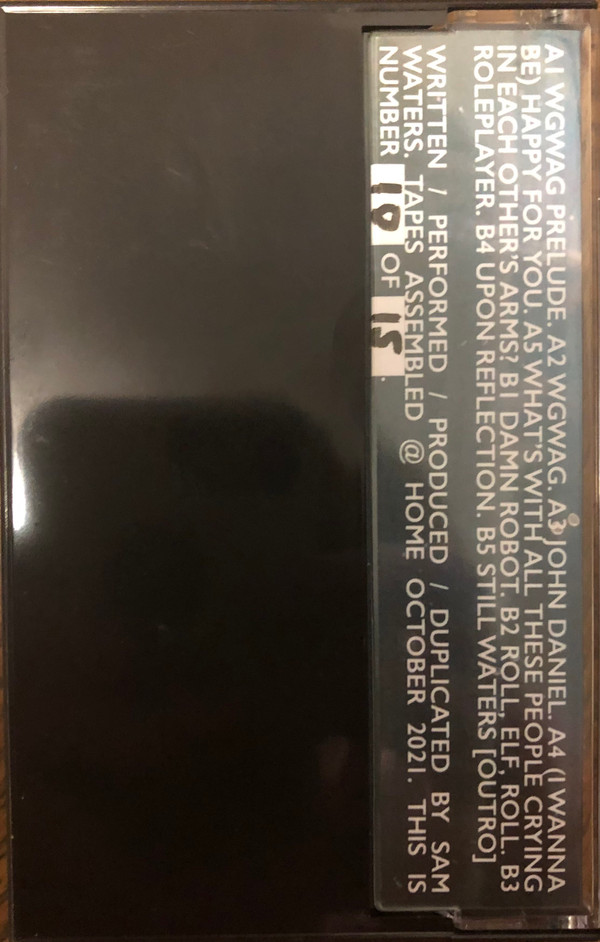 A1 WGWAG PRELUDE. A2 WGWAG. A3 JOHN DANIEL. A4 (I WANNA
BE) HAPPY FOR YOU. A5 WHAT'S WITH ALL THESE PEOPLE CRYING
IN EACH OTHER'S ARMS? B1 DAMN ROBOT. B2 ROLL, ELF, ROLL. B3
ROLEPLAYER. B4 UPON REFLECTION. B5 STILL WATERS [OUTRO]
WRITTEN / PERFORMED / PRODUCED / DUPLICATED BY SAM
WATERS. TAPES ASSEMBLED @ HOME OCTOBER 2021. THIS IS
NUMBER 10 OF 15.